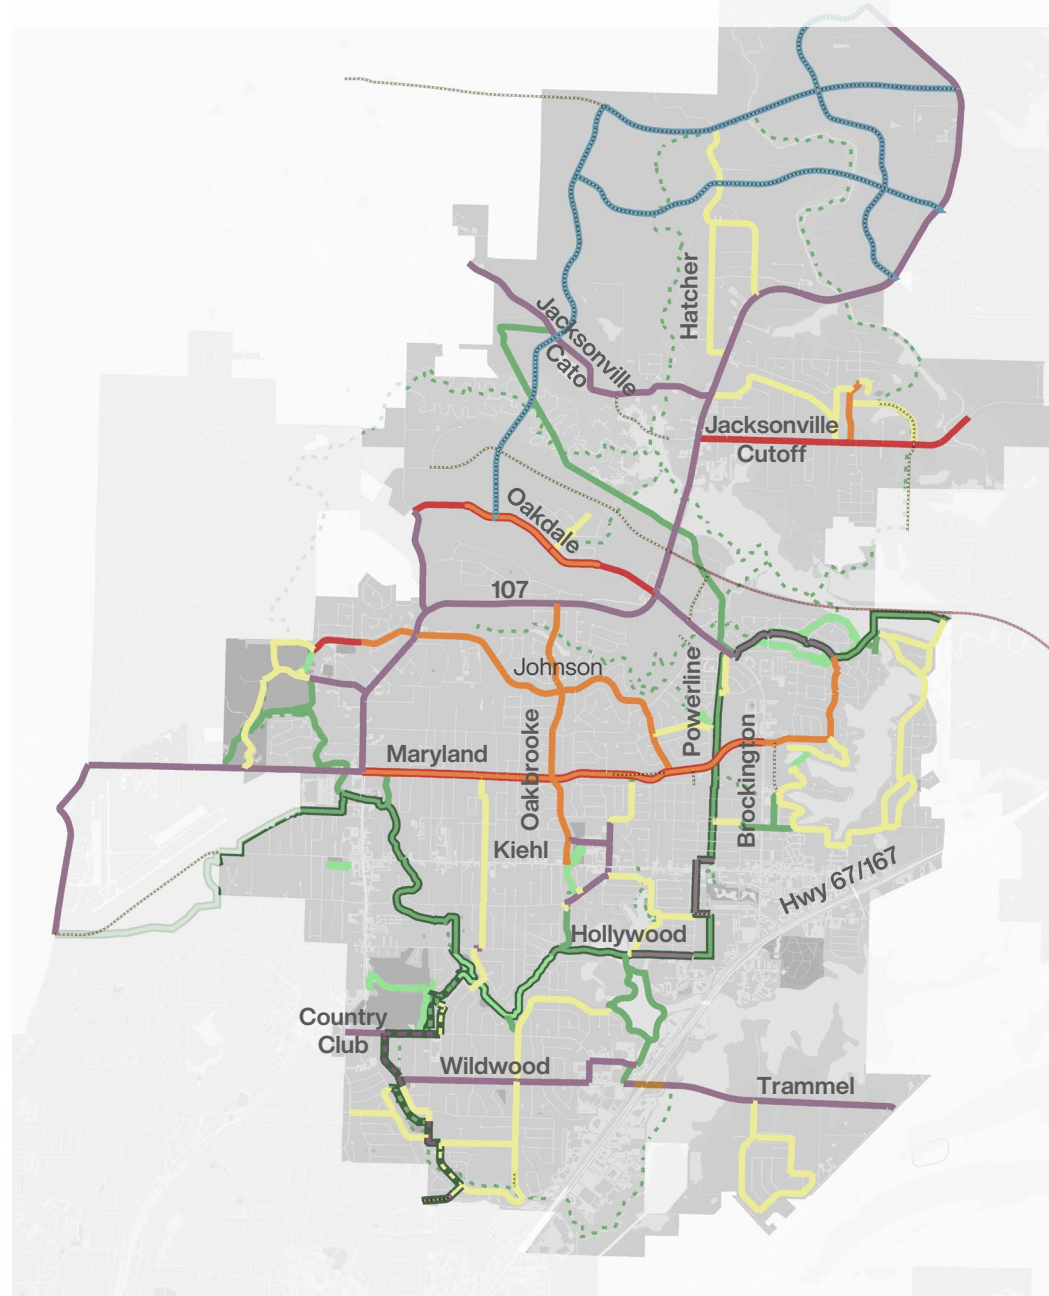 Hatcher
Jacksonville
Cato
Jacksonville
Cutoff
Oakdale
107
Johnson
Powerline
Maryland
Oakbrooke
Brockington
Kiehl
Hwy 67/167
Hollywood
Country
Club
Wildwood
Trammel